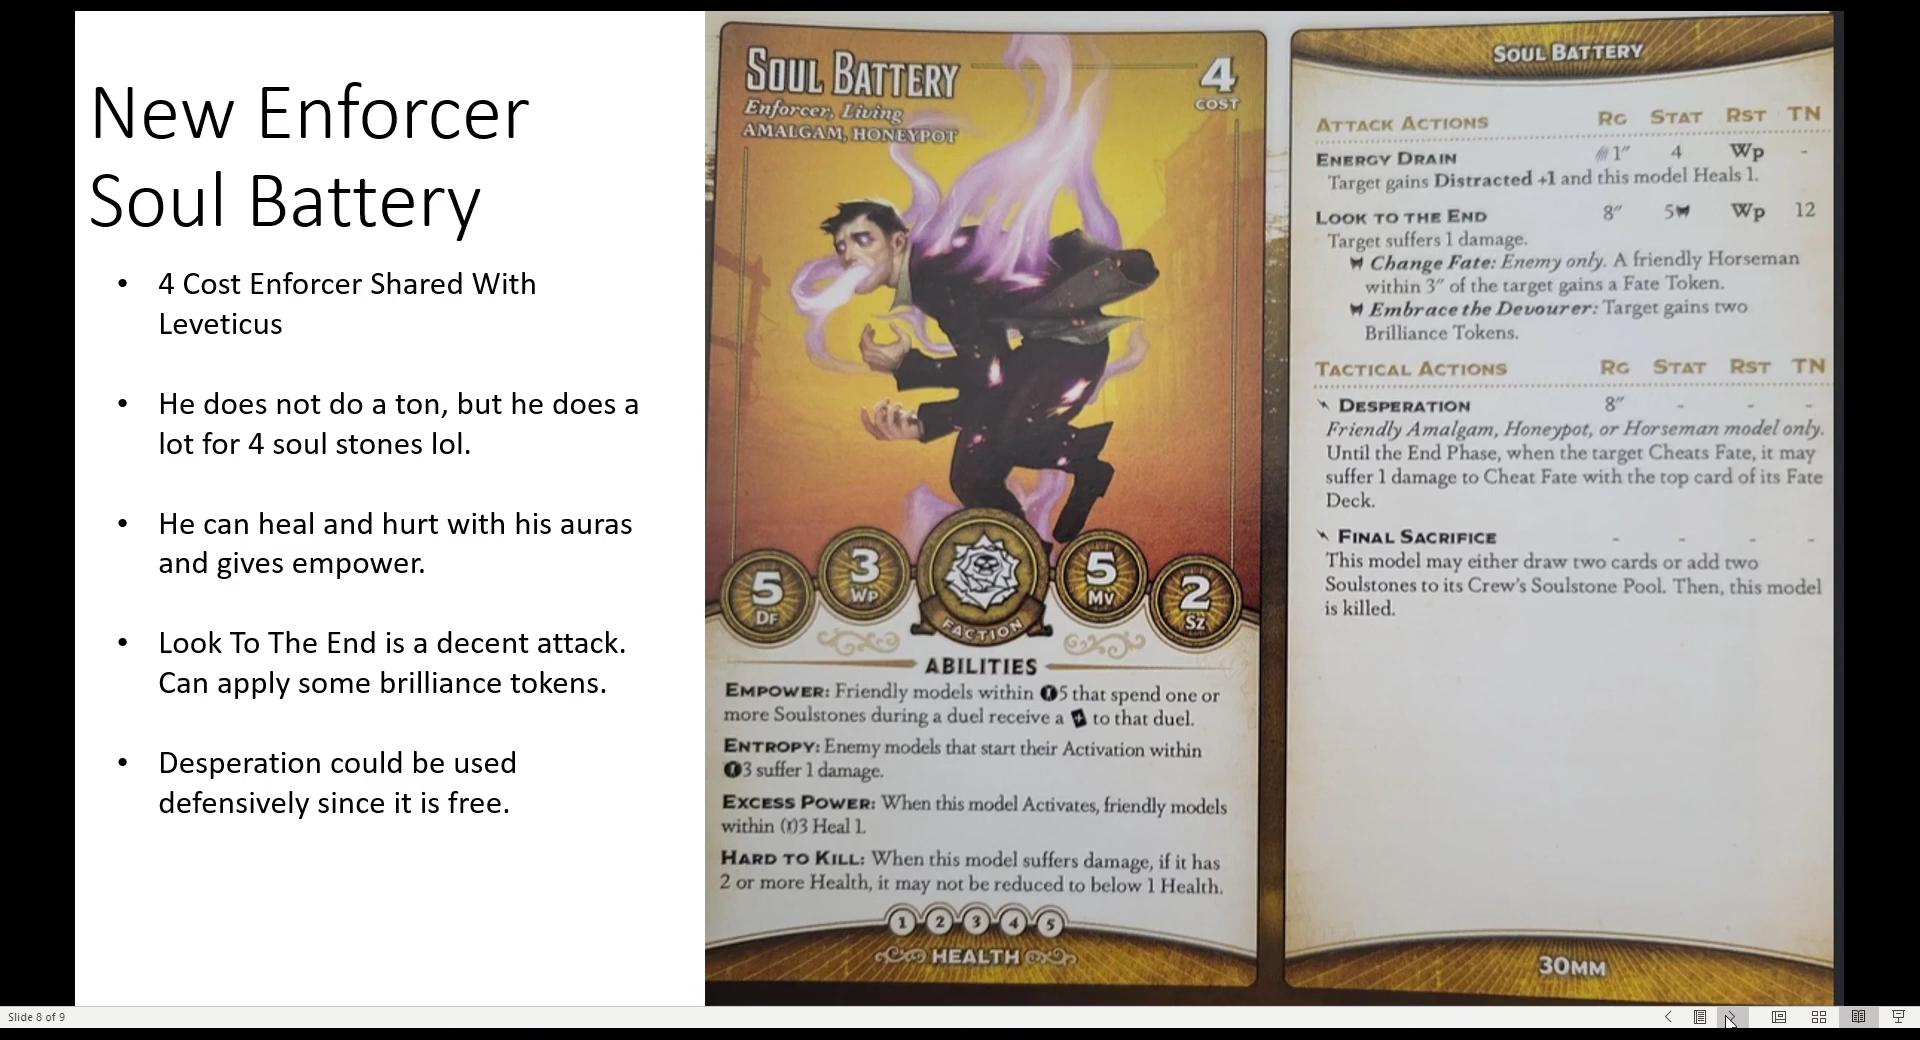 New Enforcer
Soul Battery
• 4 Cost Enforcer Shared With
Leveticus
• He does not do a ton, but he does a
lot for 4 soul stones lol.
• He can heal and hurt with his auras
and gives empower.
• Look To The End is a decent attack.
Can apply some brilliance tokens.
• Desperation could be used
defensively since it is free.
SOUL BATTERY
4
COST
Enforcer, Living
AMALGAM, HONEYPOT
5 DF
3 WP
FACTION
5 MV
2 SZ
ABILITIES
EMPOWER: Friendly models within 5 that spend one or
more Soulstones during a duel receive a + to that duel.
ENTROPY: Enemy models that start their Activation within
3 suffer 1 damage.
EXCESS POWER: When this model Activates, friendly models
within 3 Heal 1.
HARD TO KILL: When this model suffers damage, if it has
2 or more Health, it may not be reduced to below 1 Health.
1 2 3 4 5
HEALTH
SOUL BATTERY
ATTACK ACTIONS RG STAT RST TN
ENERGY DRAIN 1" 4 Wp -
Target gains Distracted +1 and this model Heals 1.
LOOK TO THE END 8" 5 Wp 12
Target suffers 1 damage.
Change Fate: Enemy only. A friendly Horseman
within 3" of the target gains a Fate Token.
Embrace the Devourer: Target gains two
Brilliance Tokens.
TACTICAL ACTIONS RG STAT RST TN
DESPERATION 8" - - -
Friendly Amalgam, Honeypot, or Horseman model only.
Until the End Phase, when the target Cheats Fate, it may
suffer 1 damage to Cheat Fate with the top card of its Fate
Deck.
FINAL SACRIFICE - - - -
This model may either draw two cards or add two
Soulstones to its Crew's Soulstone Pool. Then, this model
is killed.
30MM
Slide 8 of 9